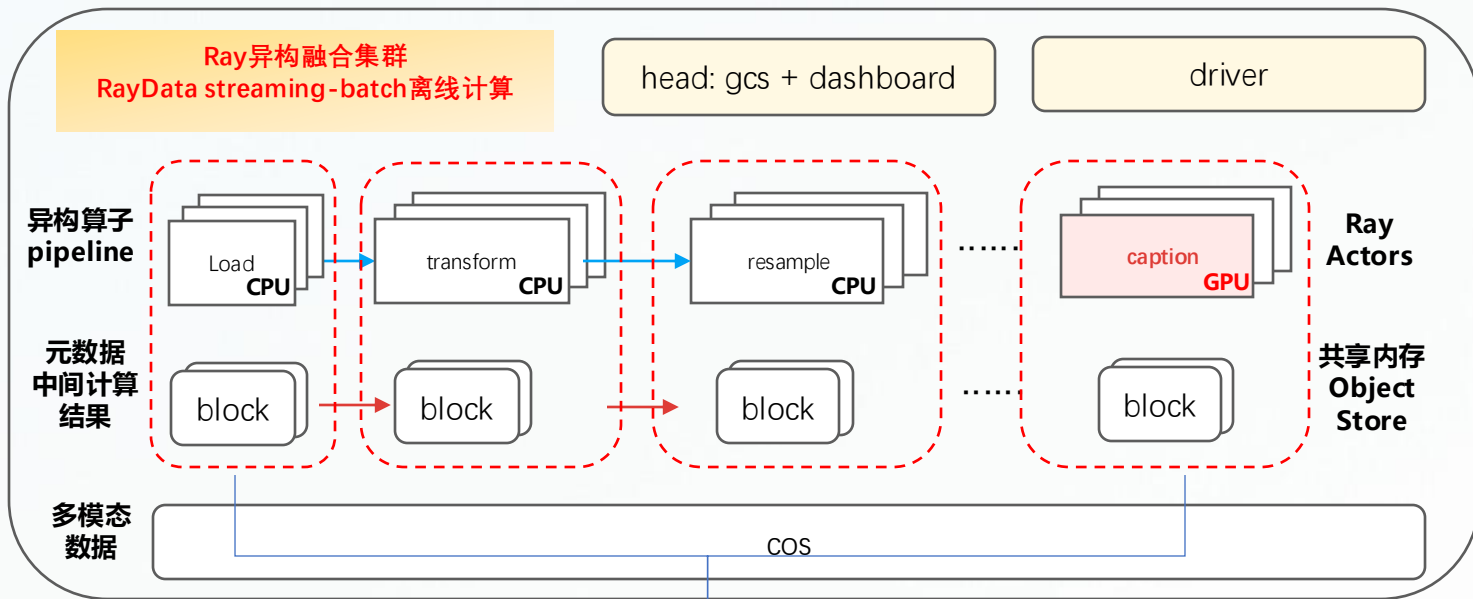 Ray异构融合集群
RayData streaming-batch离线计算
head: gcs + dashboard
driver
异构算子
pipeline
Load
CPU
transform
CPU
resample
CPU
......
caption
GPU
Ray
Actors
元数据
中间计算
结果
block
block
block
......
block
共享内存
Object
Store
多模态
数据
COS